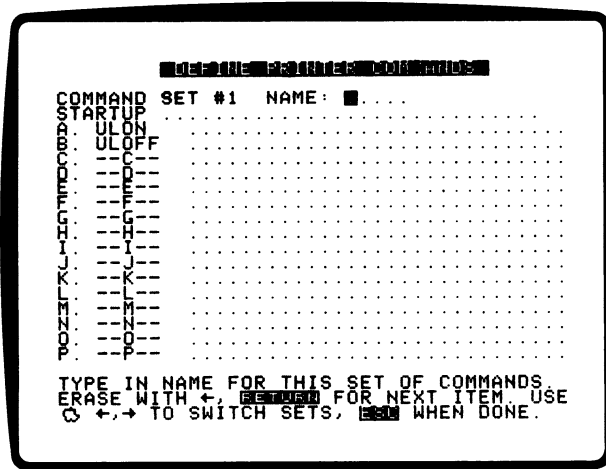 DEFINE PRINTER COMMANDS
COMMAND SET #1 NAME: ■....
STARTUP ..............................
A. ULON ..............................
B. ULOFF ..............................
C. --C-- ..............................
D. --D-- ..............................
E. --E-- ..............................
F. --F-- ..............................
G. --G-- ..............................
H. --H-- ..............................
I. --I-- ..............................
J. --J-- ..............................
K. --K-- ..............................
L. --L-- ..............................
M. --M-- ..............................
N. --N-- ..............................
O. --O-- ..............................
P. --P-- ..............................
TYPE IN NAME FOR THIS SET OF COMMANDS.
ERASE WITH ←, RETURN FOR NEXT ITEM. USE
←,→ TO SWITCH SETS, ESC WHEN DONE.